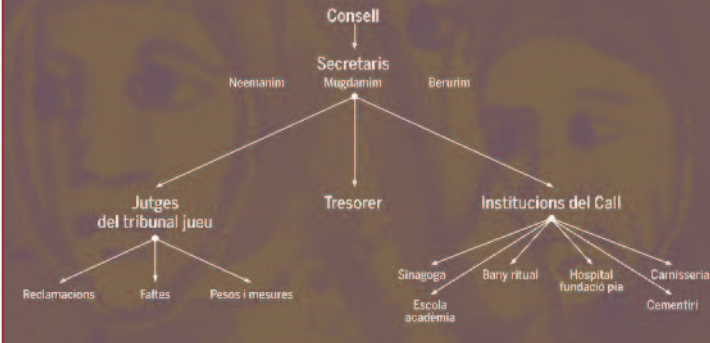 Consell
Secretaris
Neemanim Mugdamim Berurim
Jutges
del tribunal jueu
Tresorer
Institucions del Call
Reclamacions Faltes Pesos i mesures
Sinagoga Bany ritual Hospital
fundació pia Carnisseria
Escola
acadèmia
Cementiri